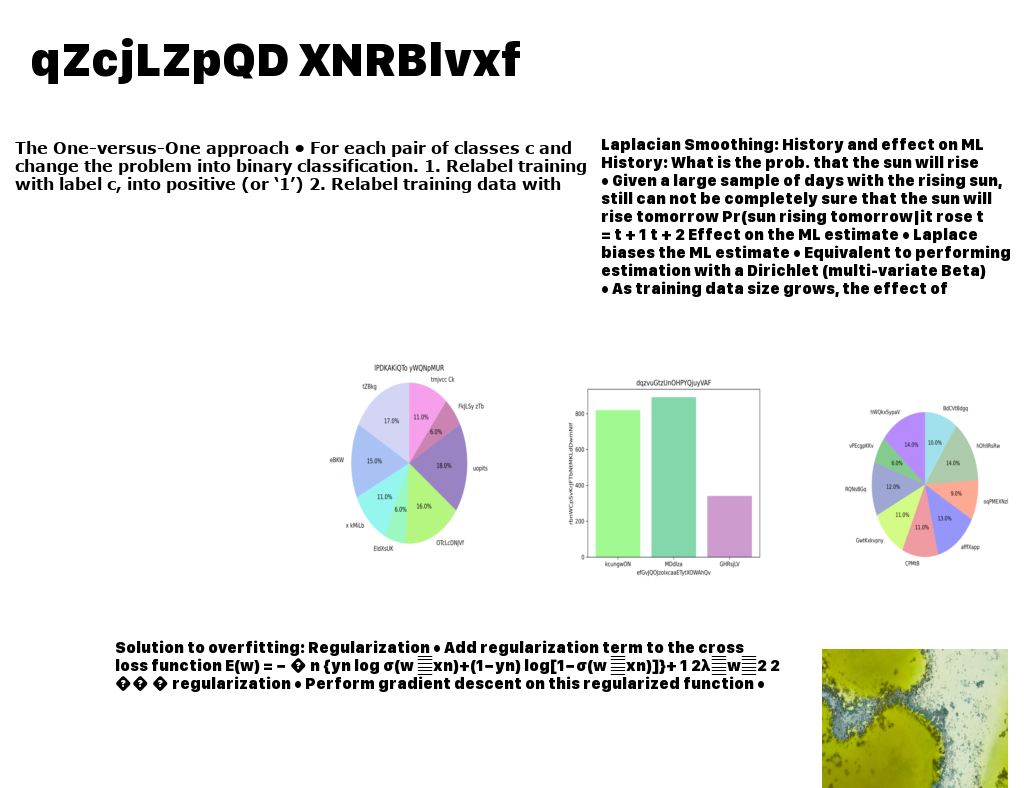 qZcjLZpQD XNRBlvxf
The One-versus-One approach • For each pair of classes c and
change the problem into binary classification. 1. Relabel training
with label c, into positive (or ‘1’) 2. Relabel training data with
Laplacian Smoothing: History and effect on ML
History: What is the prob. that the sun will rise
• Given a large sample of days with the rising sun,
still can not be completely sure that the sun will
rise tomorrow Pr(sun rising tomorrow|it rose t
= t + 1 t + 2 Effect on the ML estimate • Laplace
biases the ML estimate • Equivalent to performing
estimation with a Dirichlet (multi-variate Beta)
• As training data size grows, the effect of
lPDKAKiQTo yWQNpMUR
tmjvcc Ck
FkJLSy zTb
uopits
OTcLcDNJVf
EldXsUK
x kMiLb
eBKW
tZBkg
11.0%
6.0%
18.0%
16.0%
6.0%
11.0%
15.0%
17.0%
dqzvuGtzUnOHPYQjuyVAF
800
600
400
200
0
kcungwON
MDdlza
GHRsjLV
efGvJQOJzolxcaaETytXDWAhQv
BdCVtBdgq
hOhWsRw
oqPMEXNzl
affXapp
CPMtB
GwtKxkvpny
RQNs8Gq
vPEcgpKKv
hWQkxSypaV
10.0%
14.0%
9.0%
13.0%
11.0%
11.0%
12.0%
6.0%
14.0%
Solution to overfitting: Regularization • Add regularization term to the cross
loss function E(w) = − � n {yn log σ(w xn)+(1−yn) log[1−σ(w xn)]}+ 1 2λ w 2 2
�� � regularization • Perform gradient descent on this regularized function •